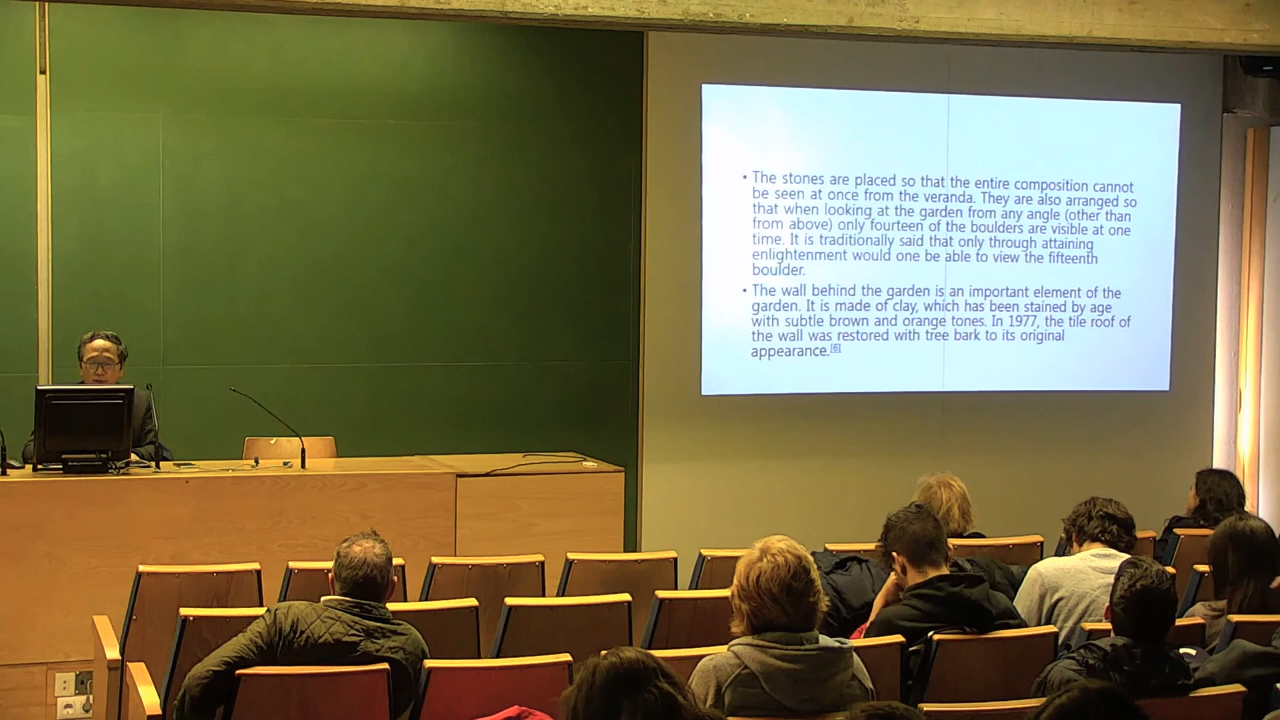 • The stones are placed so that the entire composition cannot
be seen at once from the veranda. They are also arranged so
that when looking at the garden from any angle (other than
from above) only fourteen of the boulders are visible at one
time. It is traditionally said that only through attaining
enlightenment would one be able to view the fifteenth
boulder.
• The wall behind the garden is an important element of the
garden. It is made of clay, which has been stained by age
with subtle brown and orange tones. In 1977, the tile roof of
the wall was restored with tree bark to its original
appearance.[6]